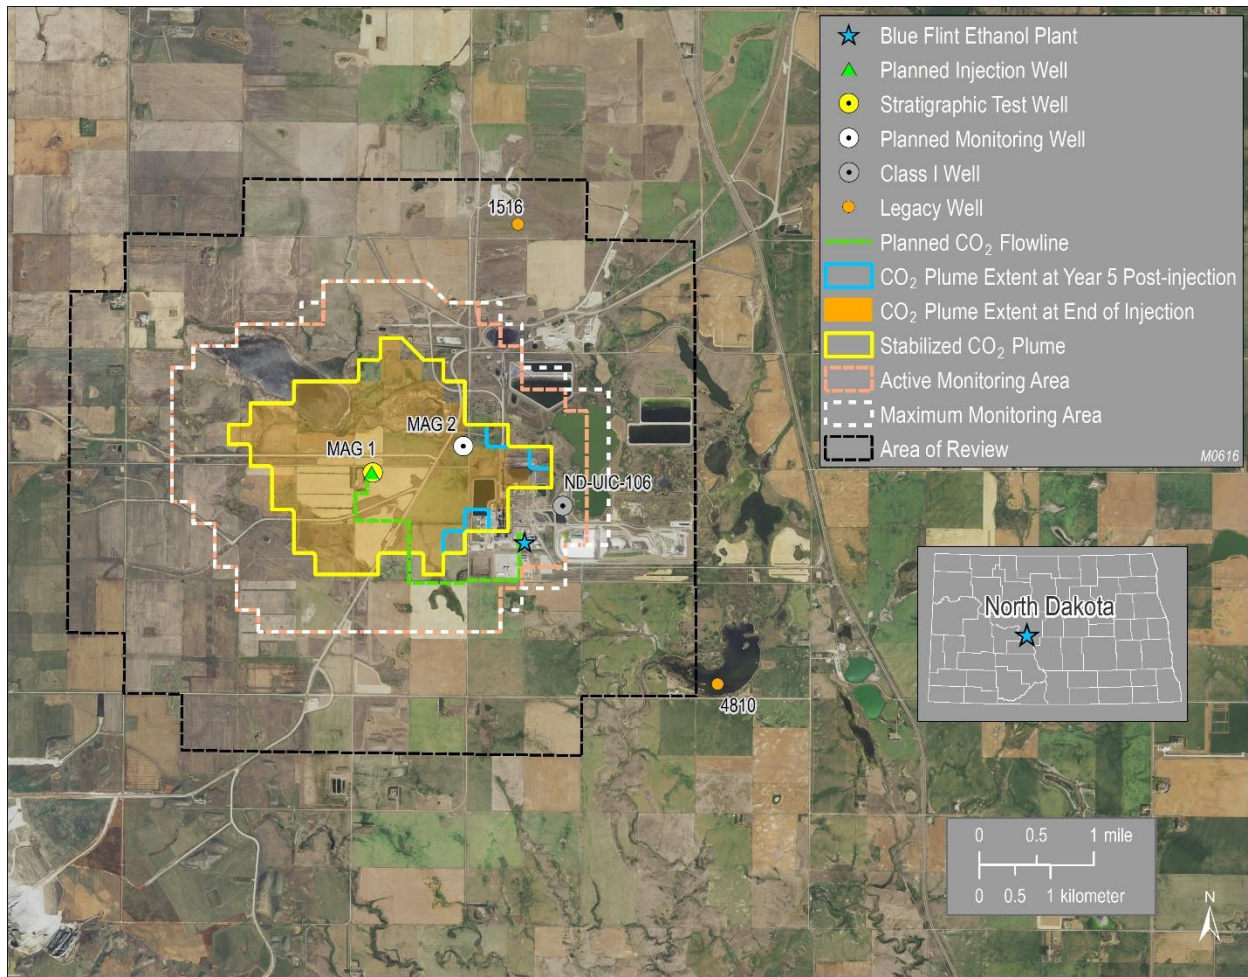 Blue Flint Ethanol Plant
Planned Injection Well
Stratigraphic Test Well
Planned Monitoring Well
Class I Well
Legacy Well
Planned CO₂ Flowline
CO₂ Plume Extent at Year 5 Post-injection
CO₂ Plume Extent at End of Injection
Stabilized CO₂ Plume
Active Monitoring Area
Maximum Monitoring Area
Area of Review
M0616
1516
MAG 2
MAG 1
ND-UIC-106
4810
North Dakota
0 0.5 1 mile
0 0.5 1 kilometer
N